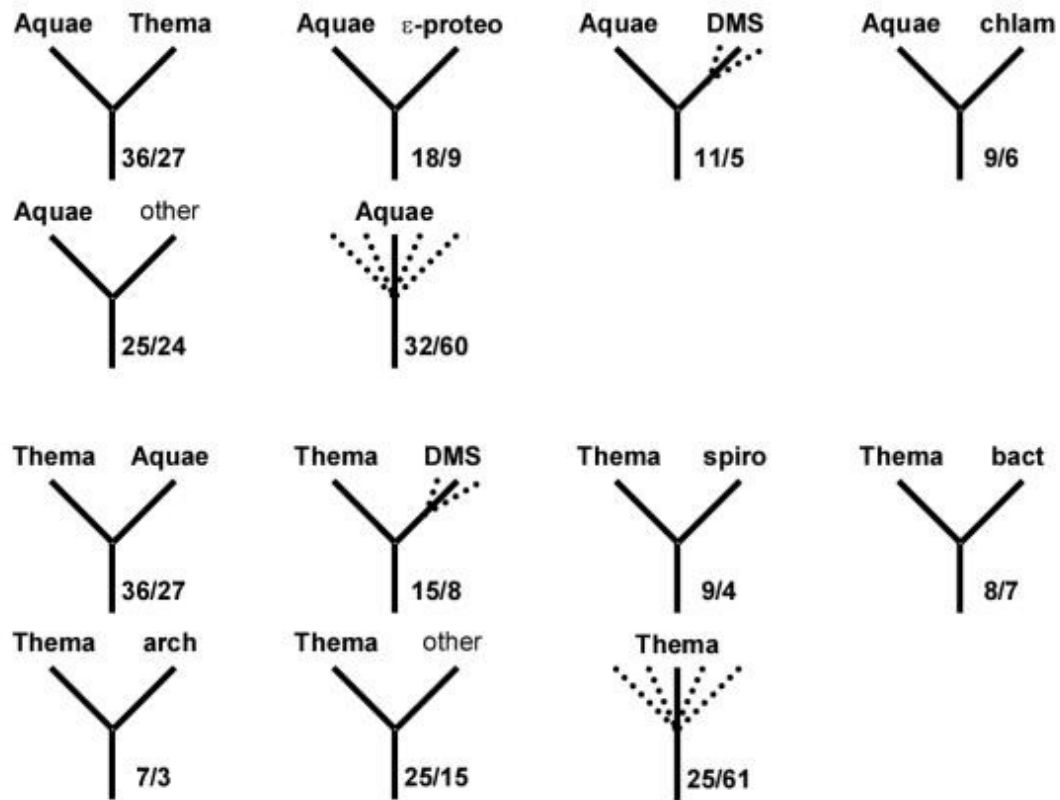 Aquae Thema Aquae ε-proteo Aquae DMS Aquae chlam
36/27 18/9 11/5 9/6
Aquae other Aquae
25/24 32/60
Thema Aquae Thema DMS Thema spiro Thema bact
36/27 15/8 9/4 8/7
Thema arch Thema other Thema
7/3 25/15 25/61